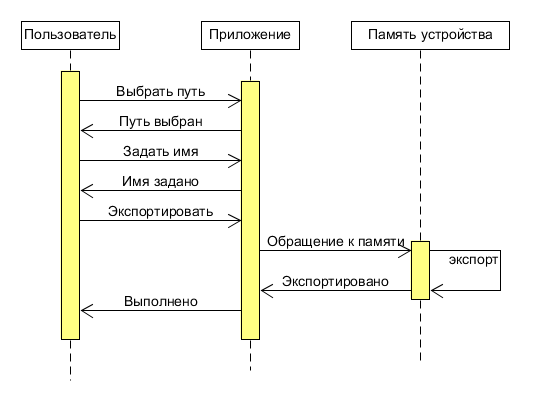 Пользователь
Приложение
Память устройства
Выбрать путь
Путь выбран
Задать имя
Имя задано
Экспортировать
Обращение к памяти
экспорт
Экспортировано
Выполнено